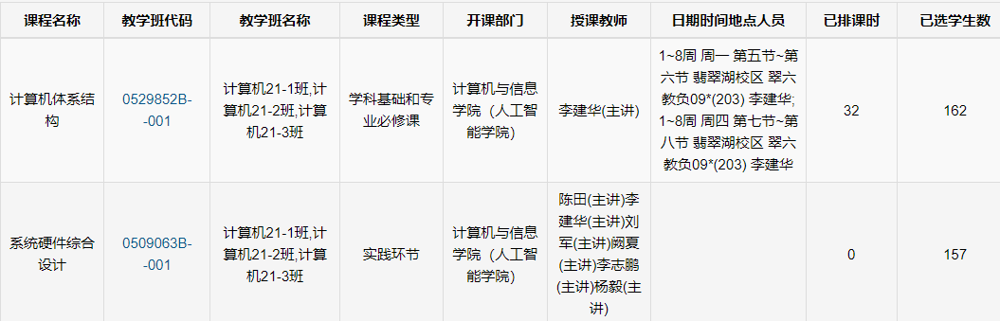 课程名称 教学班代码 教学班名称 课程类型 开课部门 授课教师 日期时间地点人员 已排课时 已选学生数
计算机体系结
构
0529852B-
-001
计算机21-1班,计
算机21-2班,计算
机21-3班
学科基础和专
业必修课
计算机与信息
学院（人工智
能学院）
李建华(主讲)
1~8周 周一 第五节~第
六节 翡翠湖校区 翠六
教负09*(203) 李建华;
1~8周 周四 第七节~第
八节 翡翠湖校区 翠六
教负09*(203) 李建华
32
162
系统硬件综合
设计
0509063B-
-001
计算机21-1班,计
算机21-2班,计算
机21-3班
实践环节
计算机与信息
学院（人工智
能学院）
陈田(主讲)李
建华(主讲)刘
军(主讲)阙夏
(主讲)李志鹏
(主讲)杨毅(主
讲)
0
157